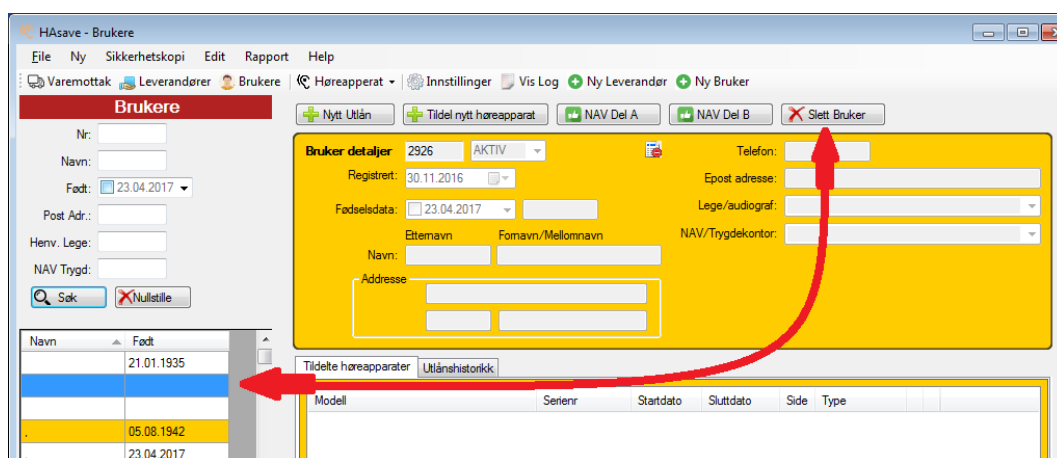 HAsave - Brukere
File Ny Sikkerhetskopi Edit Rapport Help
Varemottak Leverandører Brukere Høreapperat Innstillinger Vis Log Ny Leverandør Ny Bruker
Brukere
Nr:
Navn:
Født: 23.04.2017
Post Adr.:
Henv. Lege:
NAV Trygd:
Søk Nullstille
Navn Født
21.01.1935
. 05.08.1942
23.04.2017
Nytt Utlån Tildel nytt høreapparat NAV Del A NAV Del B Slett Bruker
Bruker detaljer 2926 AKTIV Telefon:
Registrert: 30.11.2016 Epost adresse:
Fødselsdata: 23.04.2017 Lege/audiograf:
Etternavn Fornavn/Mellomnavn NAV/Trygdekontor:
Navn:
Addresse
Tildelte høreapparater Utlånshistorikk
Modell Serienr Startdato Sluttdato Side Type